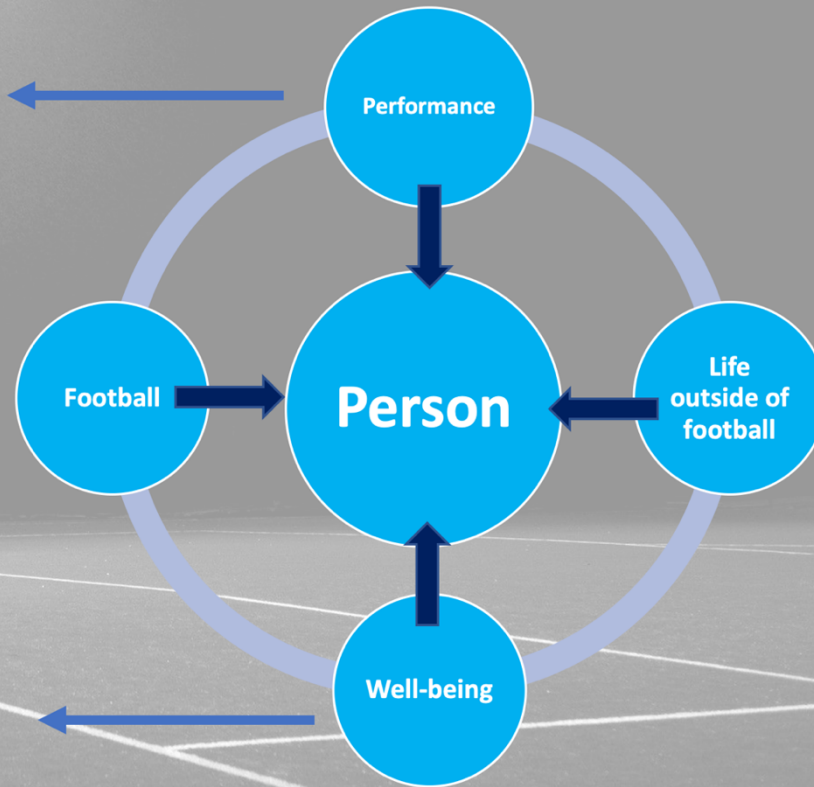 Performance
Football
Person
Life
outside of
football
Well-being